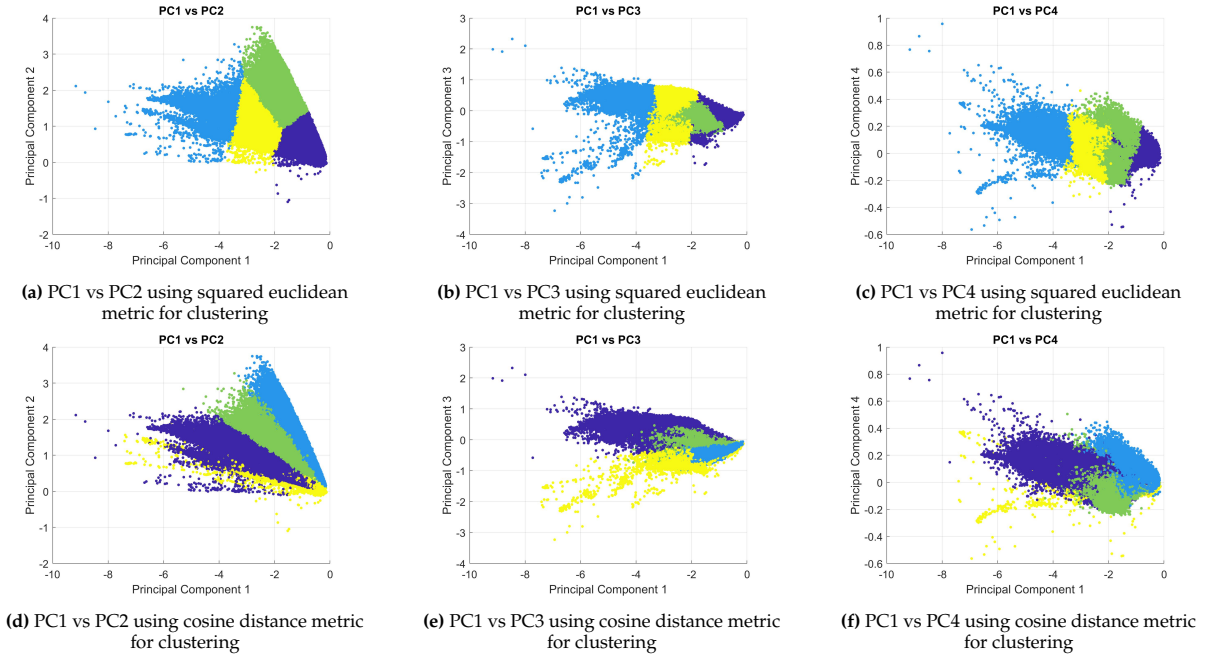 PC1 vs PC2
Principal Component 2
4
3
2
1
0
1
2
-10
-8
-6
-4
-2
0
Principal Component 1
(a) PC1 vs PC2 using squared euclidean
metric for clustering
PC1 vs PC3
Principal Component 3
3
2
1
0
-1
-2
-3
-10
-8
-6
-4
-2
0
Principal Component 1
(b) PC1 vs PC3 using squared euclidean
metric for clustering
PC1 vs PC4
Principal Component 4
1
0.8
0.6
0.4
0.2
0
-0.2
-0.4
-0.6
-10
-8
-6
-4
-2
0
Principal Component 1
(c) PC1 vs PC4 using squared euclidean
metric for clustering
PC1 vs PC2
Principal Component 2
4
3
2
1
0
1
2
-10
-8
-6
-4
-2
0
Principal Component 1
(d) PC1 vs PC2 using cosine distance metric
for clustering
PC1 vs PC3
Principal Component 3
3
2
1
0
-1
-2
-3
-4
-10
-8
-6
-4
-2
0
Principal Component 1
(e) PC1 vs PC3 using cosine distance metric
for clustering
PC1 vs PC4
Principal Component 4
1
0.8
0.6
0.4
0.2
0
-0.2
-0.4
-0.6
-10
-8
-6
-4
-2
0
Principal Component 1
(f) PC1 vs PC4 using cosine distance metric
for clustering